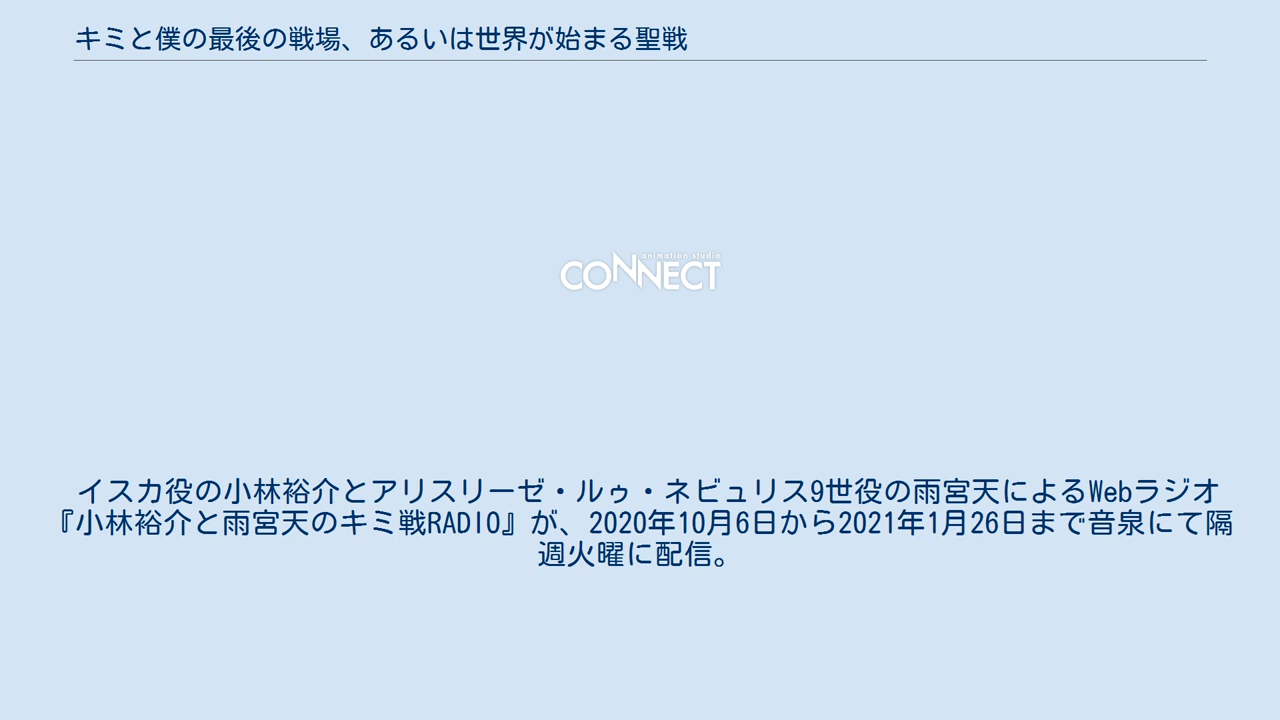 キミと僕の最後の戦場、あるいは世界が始まる聖戦
animation studio
CONNECT
イスカ役の小林裕介とアリスリーゼ・ルゥ・ネビュリス9世役の雨宮天によるWebラジオ
『小林裕介と雨宮天のキミ戦RADIO』が、2020年10月6日から2021年1月26日まで音泉にて隔
週火曜に配信。